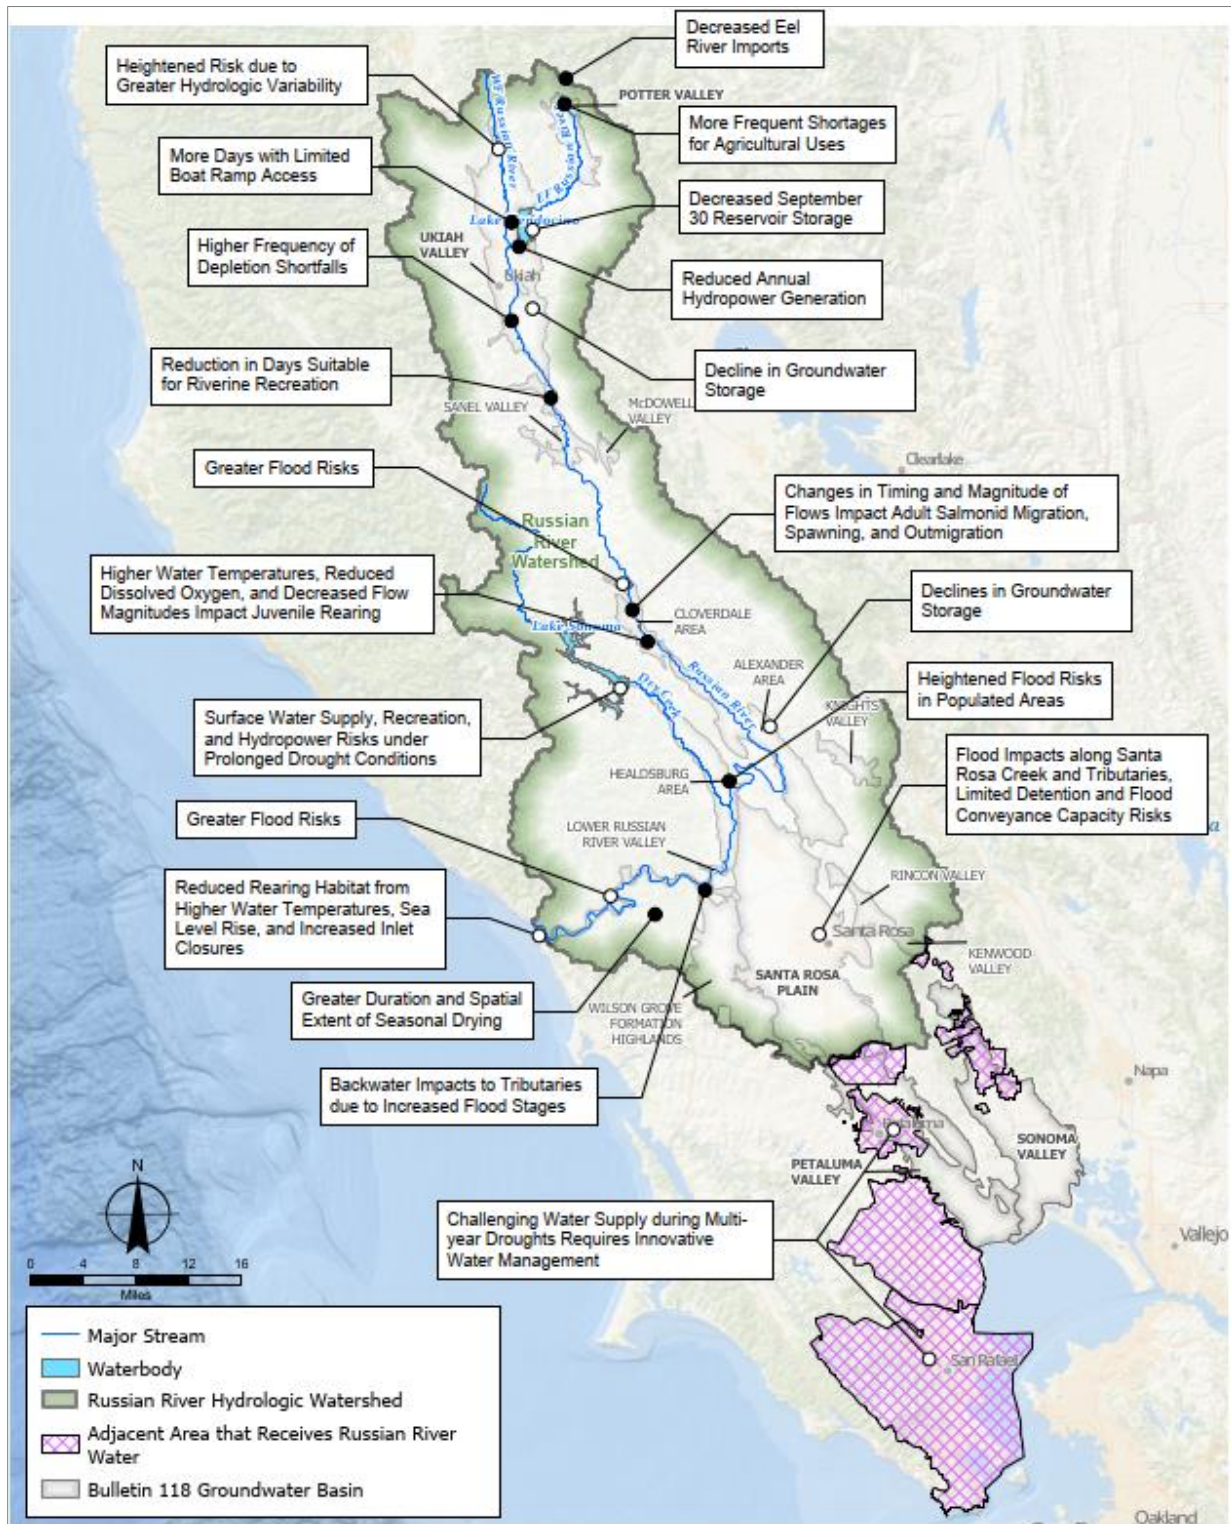 Decreased Eel
River Imports
Heightened Risk due to
Greater Hydrologic Variability
POTTER VALLEY
WF Russian River
EF Russian River
More Frequent Shortages
for Agricultural Uses
More Days with Limited
Boat Ramp Access
Decreased September
30 Reservoir Storage
Lake Mendocino
UKIAH
VALLEY
Higher Frequency of
Depletion Shortfalls
Ukiah
Reduced Annual
Hydropower Generation
Reduction in Days Suitable
for Riverine Recreation
Decline in Groundwater
Storage
SANEL VALLEY
McDOWELL
VALLEY
Greater Flood Risks
Clearlake
Changes in Timing and Magnitude of
Flows Impact Adult Salmonid Migration,
Spawning, and Outmigration
Russian
River
Watershed
Higher Water Temperatures, Reduced
Dissolved Oxygen, and Decreased Flow
Magnitudes Impact Juvenile Rearing
CLOVERDALE
AREA
Declines in Groundwater
Storage
Lake Sonoma
Dry Creek
Russian River
ALEXANDER
AREA
KNIGHTS
VALLEY
Heightened Flood Risks
in Populated Areas
Surface Water Supply, Recreation,
and Hydropower Risks under
Prolonged Drought Conditions
HEALDSBURG
AREA
Flood Impacts along Santa
Rosa Creek and Tributaries,
Limited Detention and Flood
Conveyance Capacity Risks
Greater Flood Risks
LOWER RUSSIAN
RIVER VALLEY
RINCON VALLEY
Reduced Rearing Habitat from
Higher Water Temperatures, Sea
Level Rise, and Increased Inlet
Closures
Santa Rosa
KENWOOD
VALLEY
SANTA ROSA
PLAIN
Greater Duration and Spatial
Extent of Seasonal Drying
WILSON GROVE
FORMATION
HIGHLANDS
Backwater Impacts to Tributaries
due to Increased Flood Stages
Napa
Petaluma
SONOMA
VALLEY
PETALUMA
VALLEY
N
Challenging Water Supply during Multi-
year Droughts Requires Innovative
Water Management
Vallejo
0 4 8 12 16
Miles
San Rafael
Major Stream
Waterbody
Russian River Hydrologic Watershed
Adjacent Area that Receives Russian River
Water
Bulletin 118 Groundwater Basin
Oakland